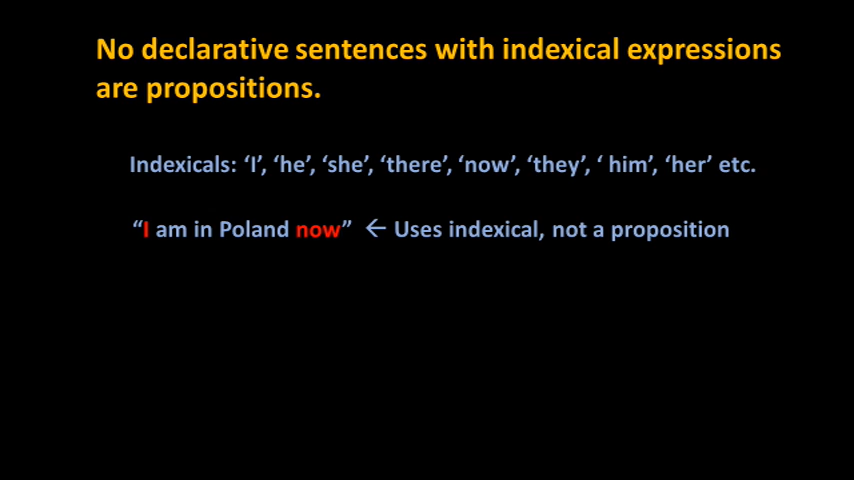 No declarative sentences with indexical expressions
are propositions.
Indexicals: ‘I’, ‘he’, ‘she’, ‘there’, ‘now’, ‘they’, ‘ him’, ‘her’ etc.
“I am in Poland now” ← Uses indexical, not a proposition